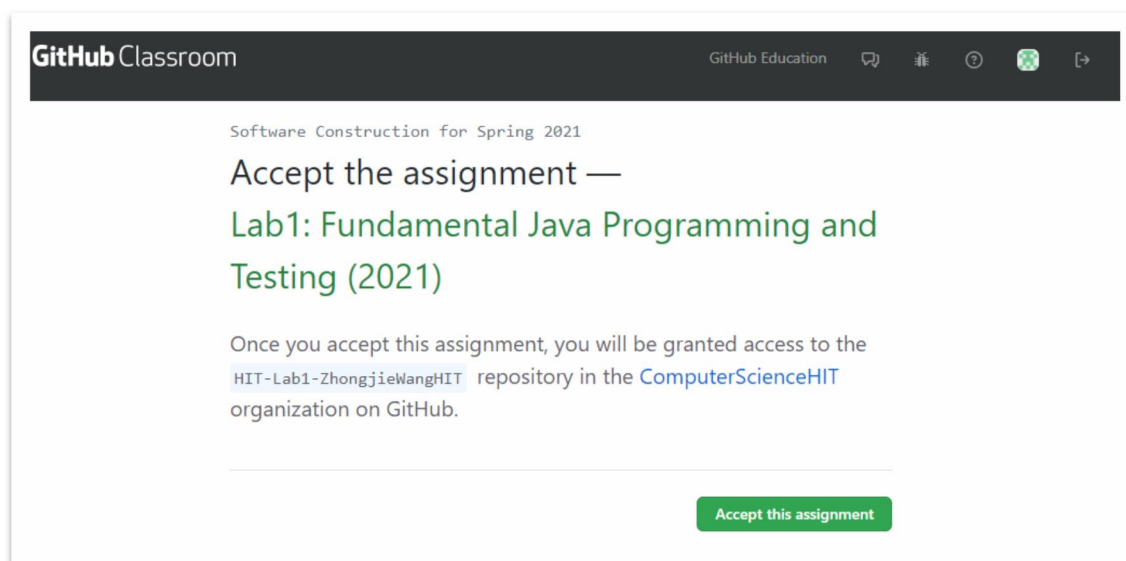 GitHub Classroom
GitHub Education
Software Construction for Spring 2021
Accept the assignment —
Lab1: Fundamental Java Programming and
Testing (2021)
Once you accept this assignment, you will be granted access to the
HIT-Lab1-ZhongjieWangHIT repository in the ComputerScienceHIT
organization on GitHub.
Accept this assignment